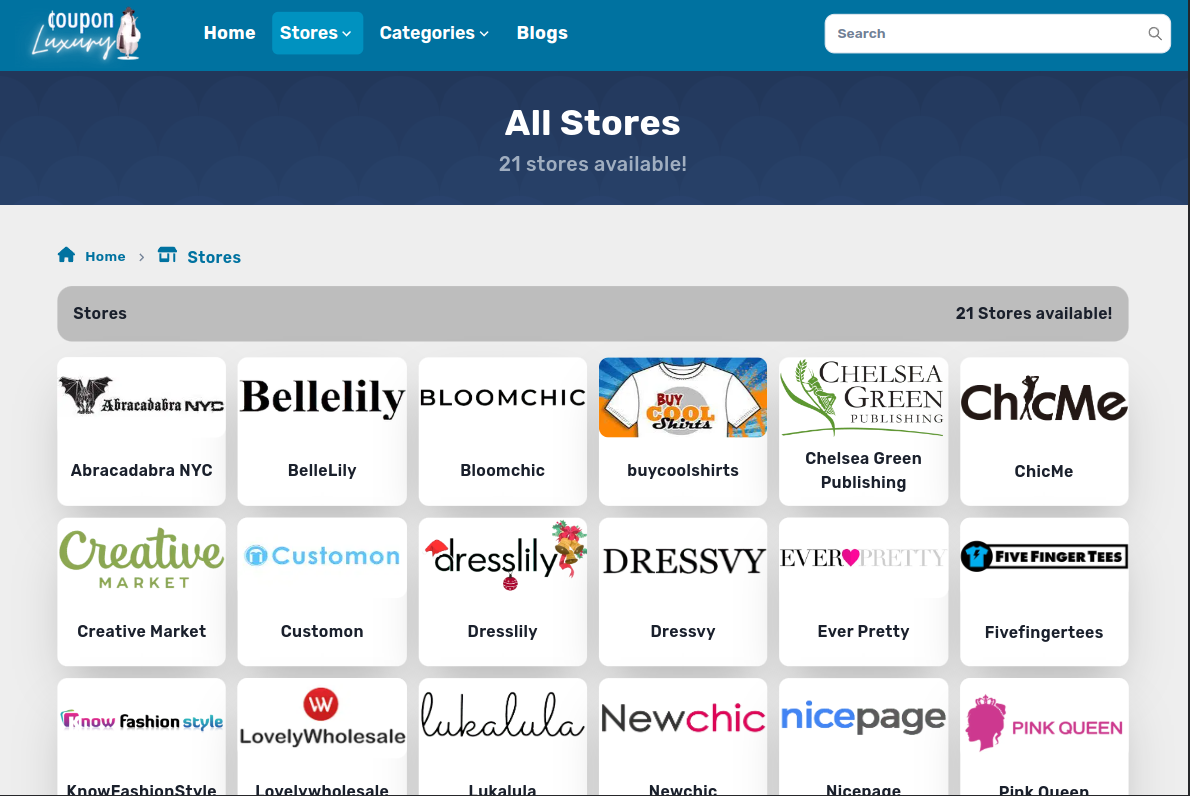 coupon
Luxury
Home
Stores
Categories
Blogs
Search
All Stores
21 stores available!
Home
Stores
Stores
21 Stores available!
Abracadabra NYC
Bellelily
BLOOMCHIC
BUY
COOL
Shirts
CHELSEA
GREEN
PUBLISHING
ChicMe
Abracadabra NYC
BelleLily
Bloomchic
buycoolshirts
Chelsea Green
Publishing
ChicMe
Creative
MARKET
m Customon
dresslily
DRESSVY
EVER PRETTY
FIVE FINGER TEES
Creative Market
Customon
Dresslily
Dressvy
Ever Pretty
Fivefingertees
Know fashion style
W
LovelyWholesale
lukalula
Newchic
nicepage
PINK QUEEN
KnowFashionStyle
Lovelywholesale
Lukalula
Newchic
Nicepage
Pink Queen